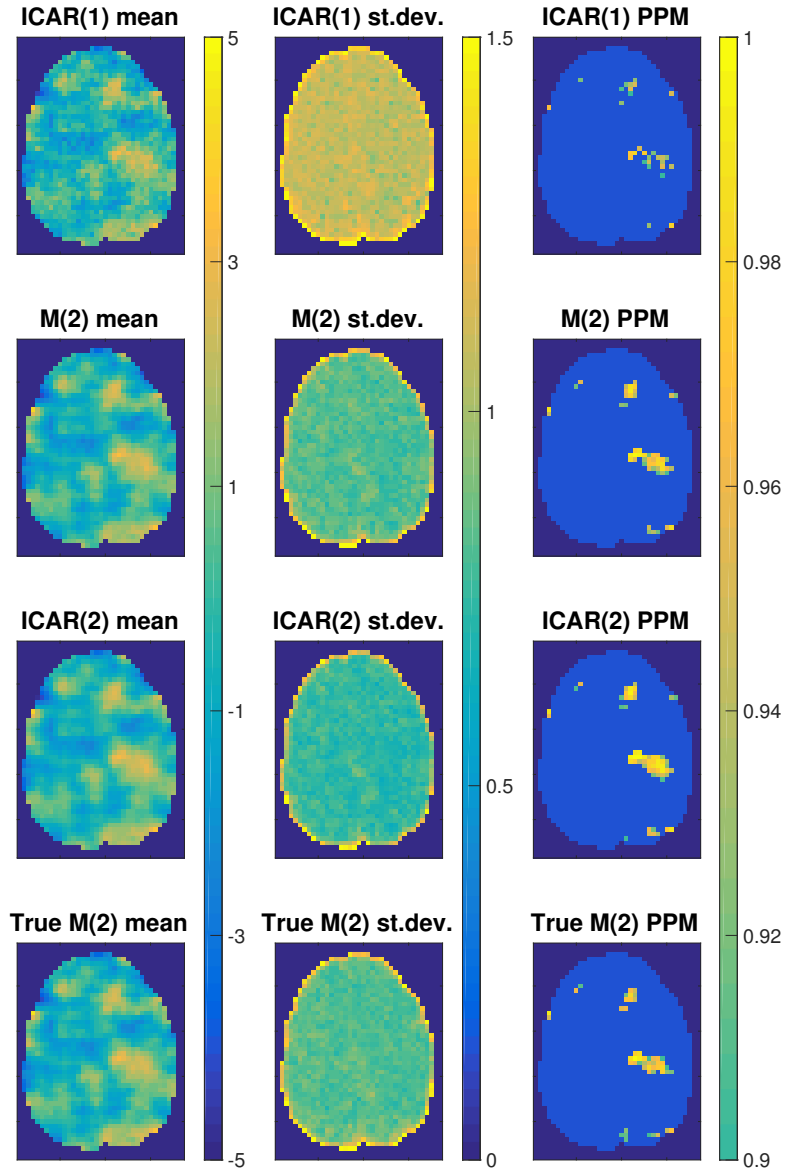 ICAR(1) mean
ICAR(1) st.dev.
ICAR(1) PPM
M(2) mean
M(2) st.dev.
M(2) PPM
ICAR(2) mean
ICAR(2) st.dev.
ICAR(2) PPM
True M(2) mean
True M(2) st.dev.
True M(2) PPM
5
3
1
-1
-3
-5
1.5
1
0.5
0
1
0.98
0.96
0.94
0.92
0.9